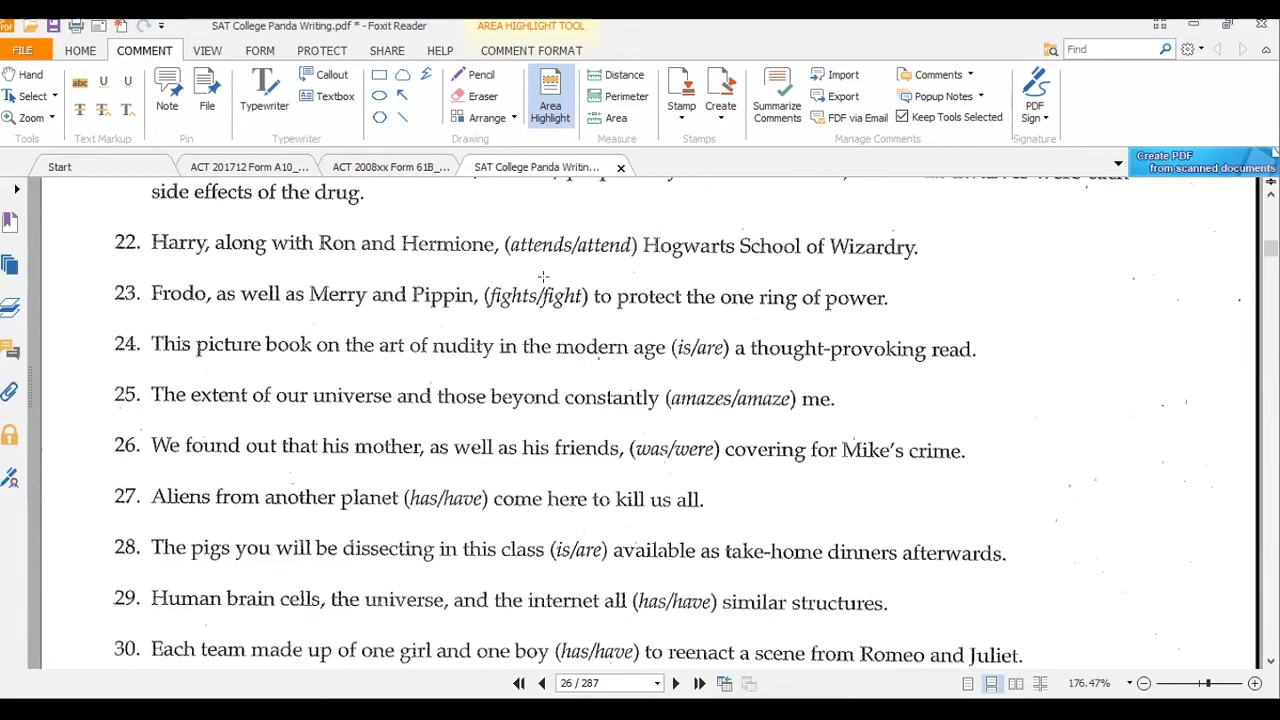 SAT College Panda Writing.pdf * - Foxit Reader
AREA HIGHLIGHT TOOL
FILE HOME COMMENT VIEW FORM PROTECT SHARE HELP COMMENT FORMAT
Find
Hand
Select
Zoom
Tools
abc U U
T T T
Text Markup
Note
File
Pin
Typewriter
Callout
Textbox
Typewriter
Pencil
Eraser
Arrange
Drawing
Area Highlight
Distance
Perimeter
Area
Measure
Stamp
Create
Stamps
Summarize Comments
Import
Export
FDF via Email
Comments
Popup Notes
Keep Tools Selected
Manage Comments
PDF Sign
Signature
Start
ACT 201712 Form A10_...
ACT 2008xx Form 61B_...
SAT College Panda Writin...
Create PDF
from scanned documents
side effects of the drug.
22. Harry, along with Ron and Hermione, (attends/attend) Hogwarts School of Wizardry.
23. Frodo, as well as Merry and Pippin, (fights/fight) to protect the one ring of power.
24. This picture book on the art of nudity in the modern age (is/are) a thought-provoking read.
25. The extent of our universe and those beyond constantly (amazes/amaze) me.
26. We found out that his mother, as well as his friends, (was/were) covering for Mike's crime.
27. Aliens from another planet (has/have) come here to kill us all.
28. The pigs you will be dissecting in this class (is/are) available as take-home dinners afterwards.
29. Human brain cells, the universe, and the internet all (has/have) similar structures.
30. Each team made up of one girl and one boy (has/have) to reenact a scene from Romeo and Juliet.
26 / 287
176.47%